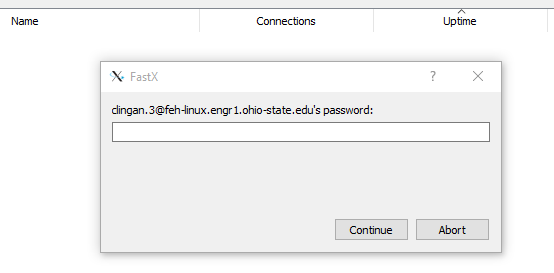 Name Connections Uptime
FastX
clingan.3@feh-linux.engr1.ohio-state.edu's password:
Continue Abort